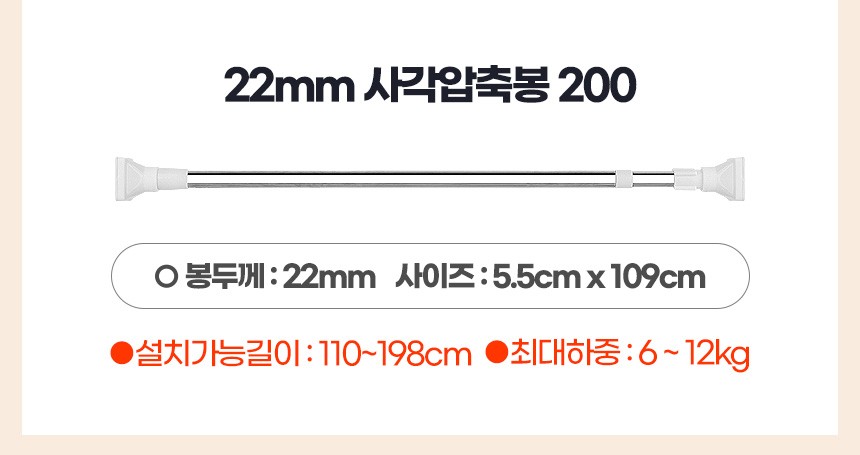 22mm 사각압축봉 200
봉두께 : 22mm 사이즈 : 5.5cm x 109cm
●설치가능길이 : 110~198cm ●최대하중 : 6 ~ 12kg